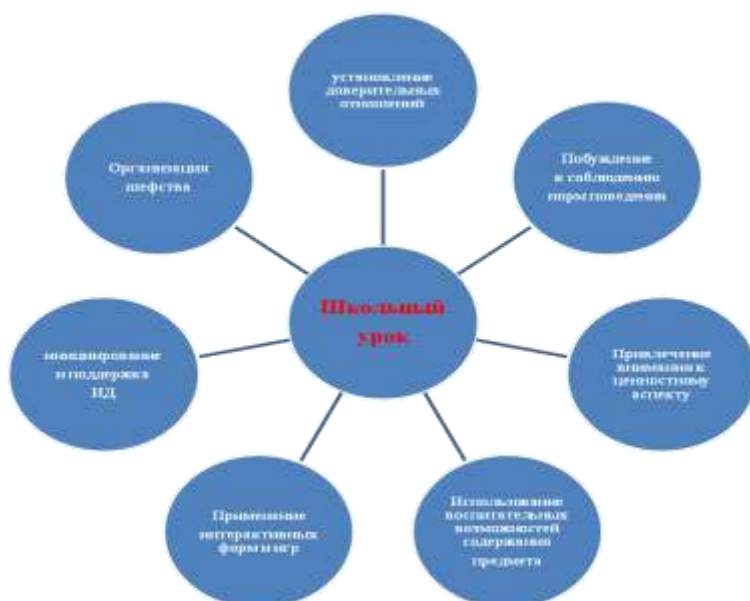 установление
доверительных
отношений
Побуждение
к соблюдению
норм поведения
Привлечение
внимания к
ценностному
аспекту
Использование
воспитательных
возможностей
содержания
предмета
Применение
интерактивных
форм и игр
инициирование
и поддержка
ИД
Организация
шефства
Школьный
урок